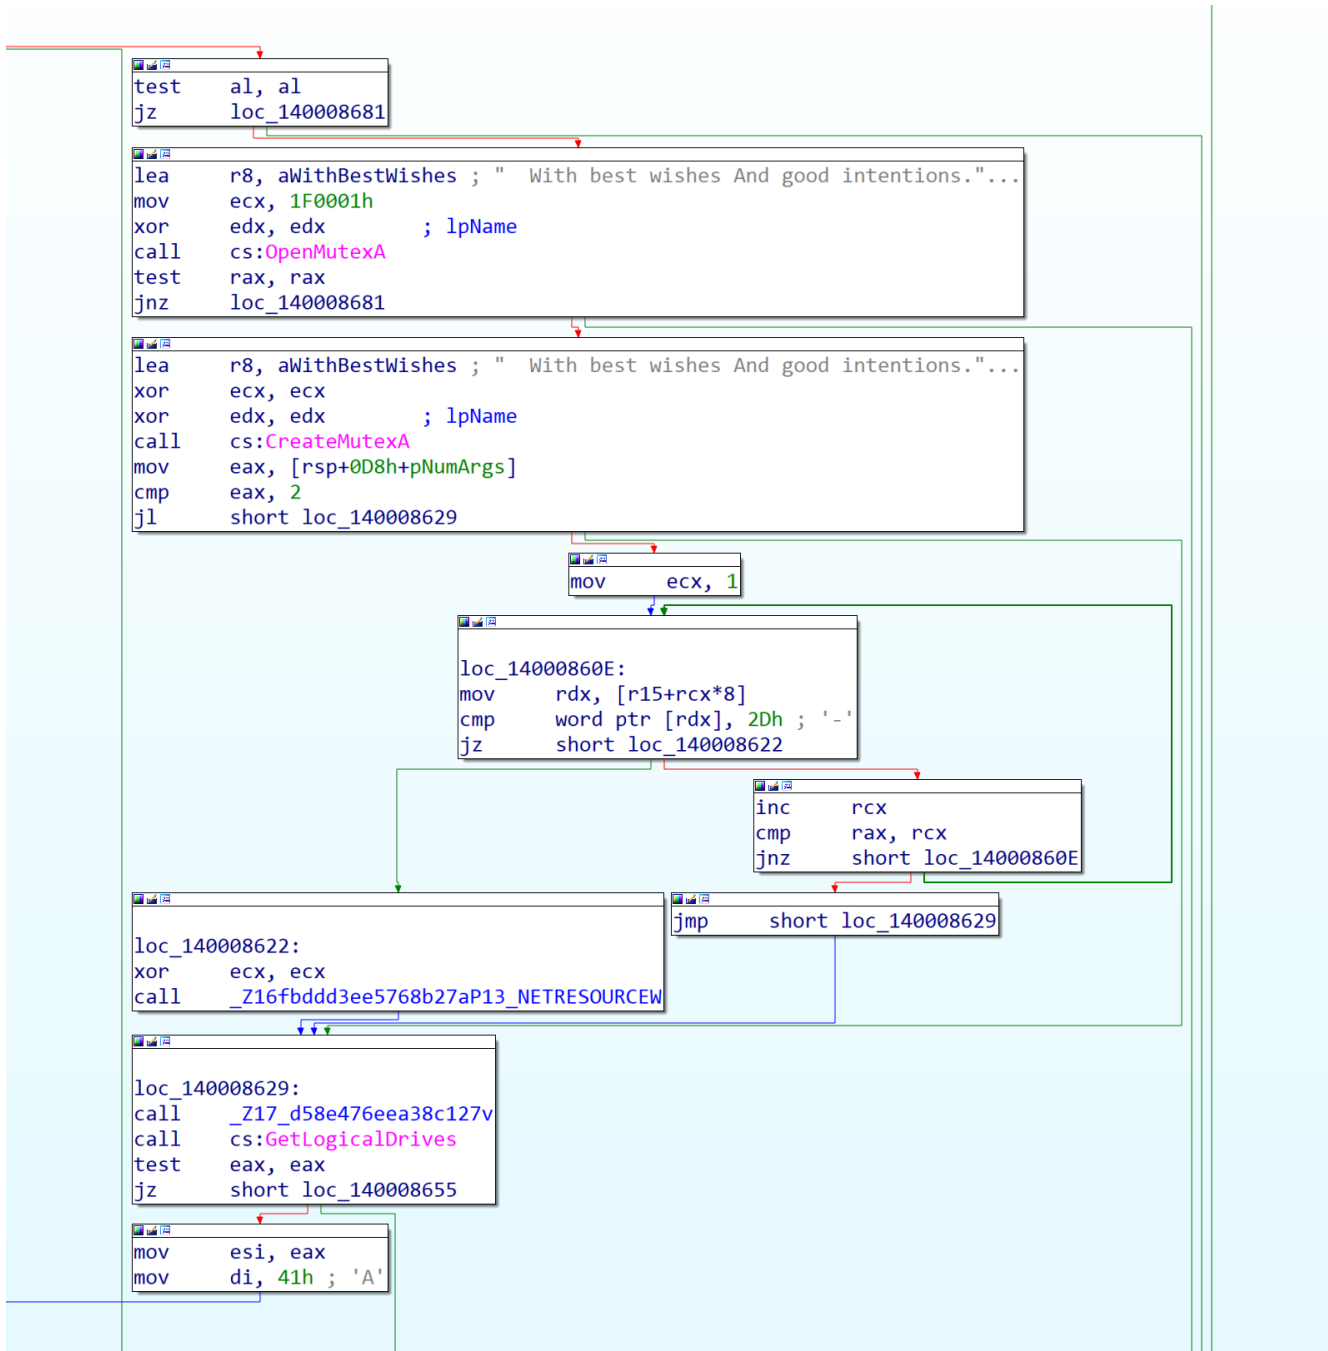 test    al, al
jz      loc_140008681
lea     r8, aWithBestWishes ; "  With best wishes And good intentions."...
mov     ecx, 1F0001h
xor     edx, edx        ; lpName
call    cs:OpenMutexA
test    rax, rax
jnz     loc_140008681
lea     r8, aWithBestWishes ; "  With best wishes And good intentions."...
xor     ecx, ecx
xor     edx, edx        ; lpName
call    cs:CreateMutexA
mov     eax, [rsp+0D8h+pNumArgs]
cmp     eax, 2
jl      short loc_140008629
mov     ecx, 1
loc_14000860E:
mov     rdx, [r15+rcx*8]
cmp     word ptr [rdx], 2Dh ; '-'
jz      short loc_140008622
inc     rcx
cmp     rax, rcx
jnz     short loc_14000860E
jmp     short loc_140008629
loc_140008622:
xor     ecx, ecx
call    _Z16fbddd3ee5768b27aP13_NETRESOURCEW
loc_140008629:
call    _Z17_d58e476eea38c127v
call    cs:GetLogicalDrives
test    eax, eax
jz      short loc_140008655
mov     esi, eax
mov     di, 41h ; 'A'